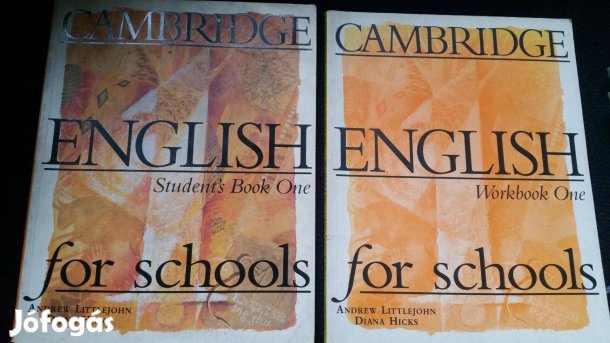 CAMBRIDGE
ENGLISH
Student's Book One
for schools
ANDREW LITTLEJOHN
CAMBRIDGE
ENGLISH
Workbook One
for schools
ANDREW LITTLEJOHN
DIANA HICKS
Jófogás